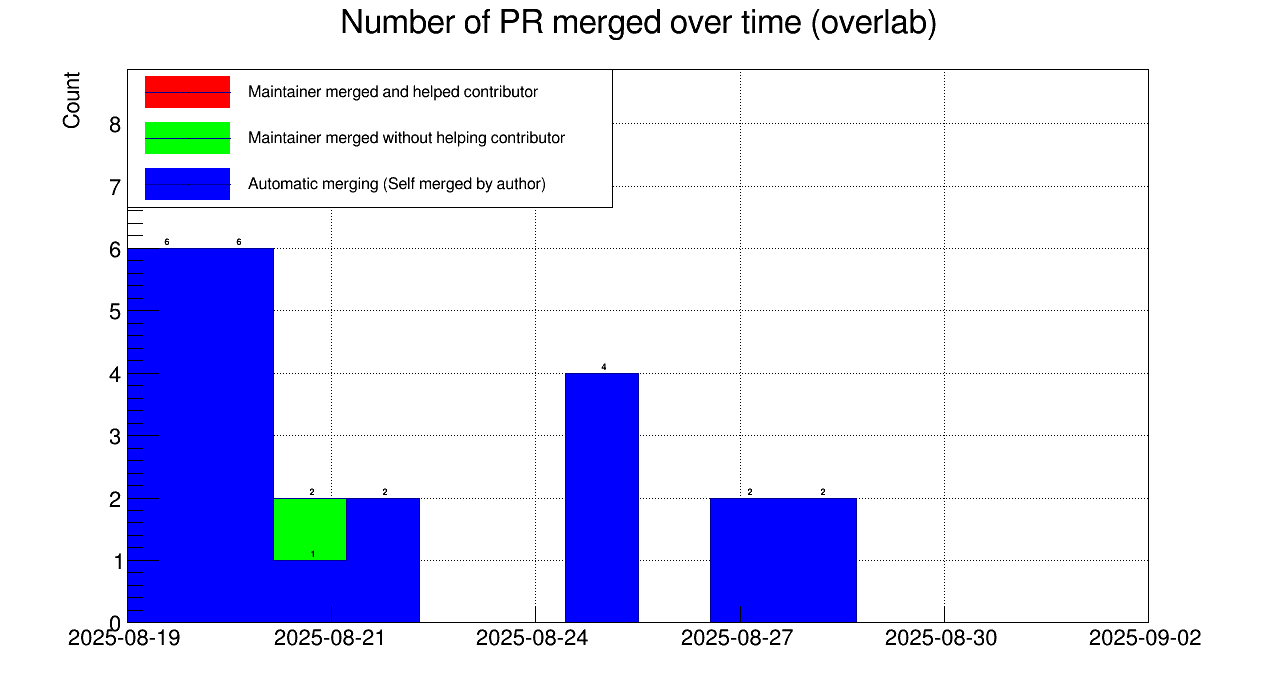 Number of PR merged over time (overlab)
Count
Maintainer merged and helped contributor
Maintainer merged without helping contributor
Automatic merging (Self merged by author)
8
7
6
5
4
3
2
1
0
6 6
4
2 2 2 2
1
2025-08-19 2025-08-21 2025-08-24 2025-08-27 2025-08-30 2025-09-02